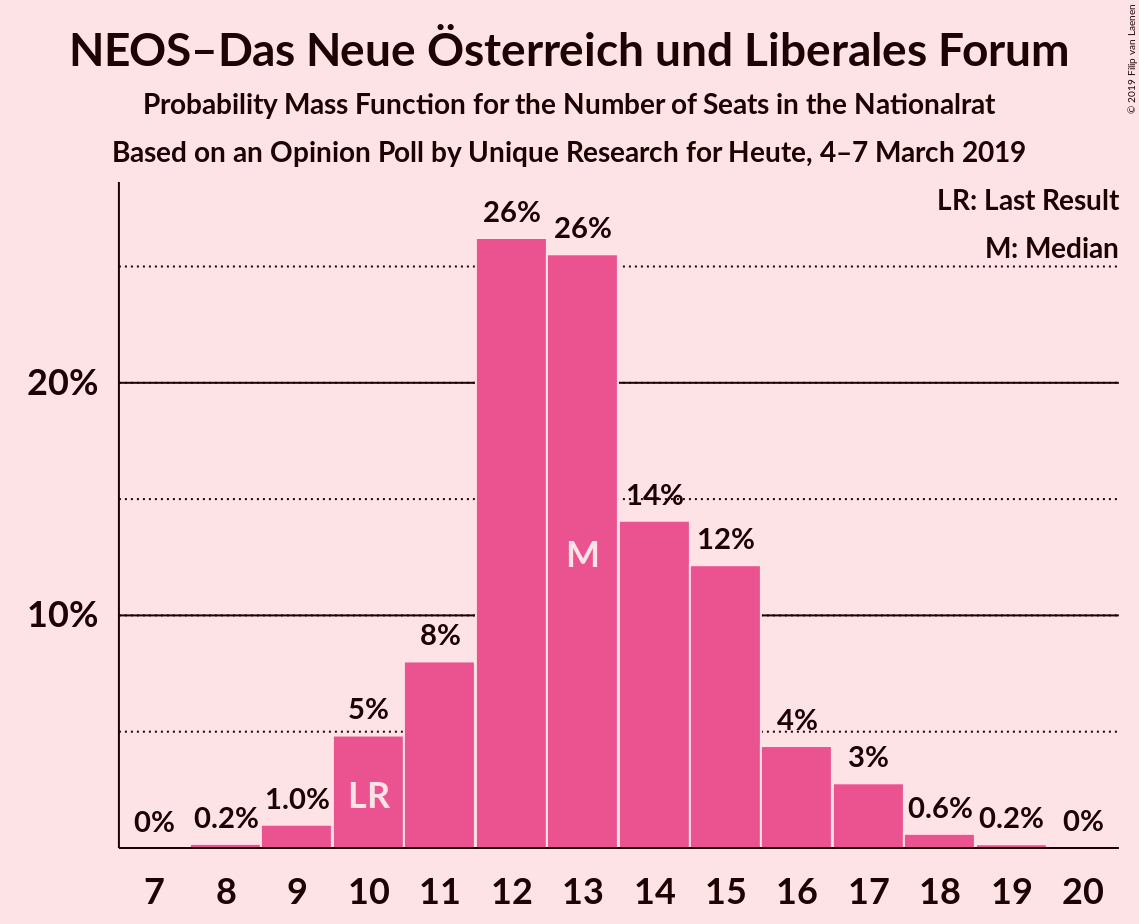 NEOS–Das Neue Österreich und Liberales Forum
Probability Mass Function for the Number of Seats in the Nationalrat
Based on an Opinion Poll by Unique Research for Heute, 4–7 March 2019
© 2019 Filip van Laenen
LR: Last Result
M: Median
26%
26%
20%
14%
12%
M
10%
8%
5%
4%
3%
LR
1.0%
0.6%
0%
0.2%
0.2%
0%
7 8 9 10 11 12 13 14 15 16 17 18 19 20